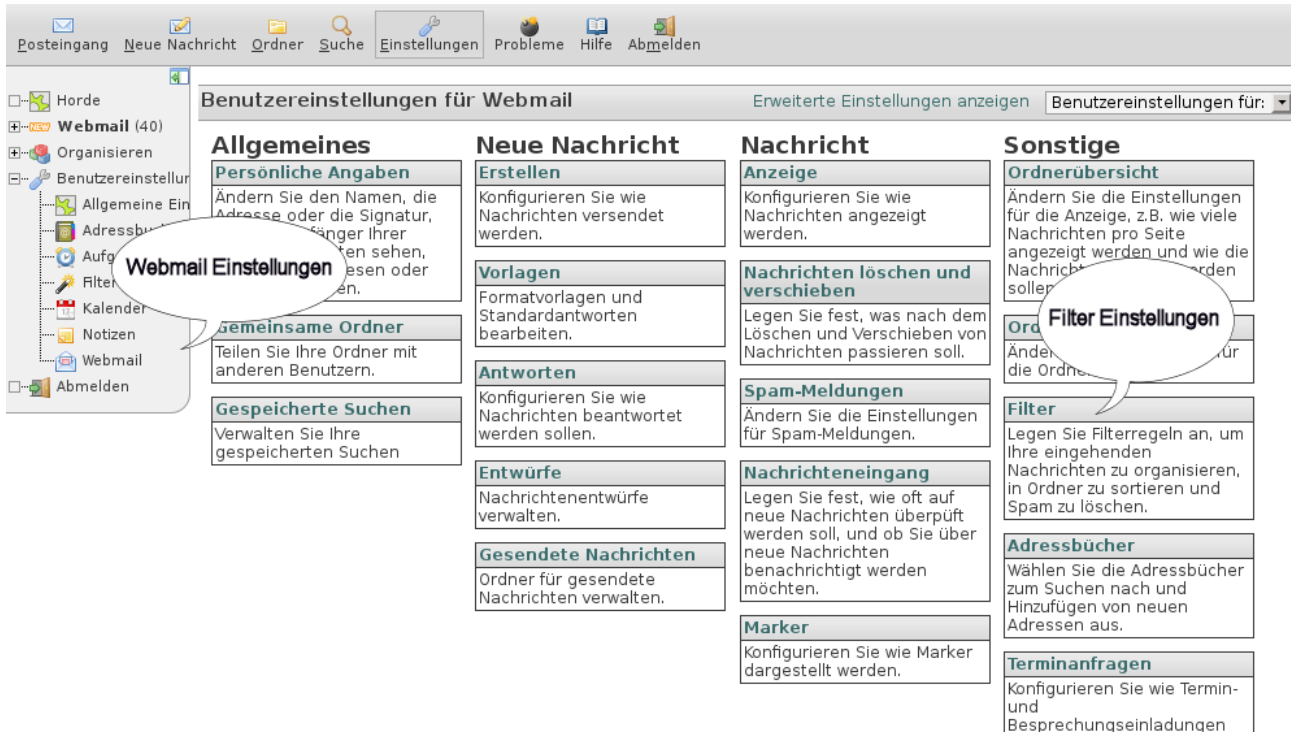 Posteingang Neue Nachricht Ordner Suche Einstellungen Probleme Hilfe Abmelden
Horde
Webmail (40)
Organisieren
Benutzereinstellur
Allgemeine Ein
Aufg
Filter
Kalender
Notizen
Webmail
Abmelden
Webmail Einstellungen
Benutzereinstellungen für Webmail
Erweiterte Einstellungen anzeigen
Benutzereinstellungen für:
Allgemeines
Persönliche Angaben
Ändern Sie den Namen, die
Adresse oder die Signatur,
fänger Ihrer
ten sehen,
esen oder
en.
Gemeinsame Ordner
Teilen Sie Ihre Ordner mit
anderen Benutzern.
Gespeicherte Suchen
Verwalten Sie Ihre
gespeicherten Suchen
Neue Nachricht
Erstellen
Konfigurieren Sie wie
Nachrichten versendet
werden.
Vorlagen
Formatvorlagen und
Standardantworten
bearbeiten.
Antworten
Konfigurieren Sie wie
Nachrichten beantwortet
werden sollen.
Entwürfe
Nachrichtenentwürfe
verwalten.
Gesendete Nachrichten
Ordner für gesendete
Nachrichten verwalten.
Nachricht
Anzeige
Konfigurieren Sie wie
Nachrichten angezeigt
werden.
Nachrichten löschen und
verschieben
Legen Sie fest, was nach dem
Löschen und Verschieben von
Nachrichten passieren soll.
Spam-Meldungen
Ändern Sie die Einstellungen
für Spam-Meldungen.
Nachrichteneingang
Legen Sie fest, wie oft auf
neue Nachrichten überpüft
werden soll, und ob Sie über
neue Nachrichten
benachrichtigt werden
möchten.
Marker
Konfigurieren Sie wie Marker
dargestellt werden.
Sonstige
Ordnerübersicht
Ändern Sie die Einstellungen
für die Anzeige, z.B. wie viele
Nachrichten pro Seite
angezeigt werden und wie die
Nachricht rden
sollen
Filter Einstellungen
Ord
Änder ür
die Ordne
Filter
Legen Sie Filterregeln an, um
Ihre eingehenden
Nachrichten zu organisieren,
in Ordner zu sortieren und
Spam zu löschen.
Adressbücher
Wählen Sie die Adressbücher
zum Suchen nach und
Hinzufügen von neuen
Adressen aus.
Terminanfragen
Konfigurieren Sie wie Termin-
und
Besprechungseinladungen